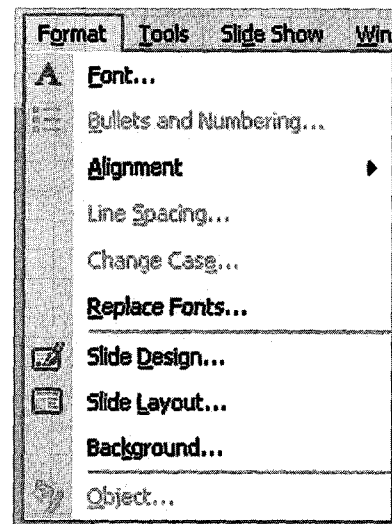 Format Tools Slide Show Win
Font...
Bullets and Numbering...
Alignment
Line Spacing...
Change Case...
Replace Fonts...
Slide Design...
Slide Layout...
Background...
Object...